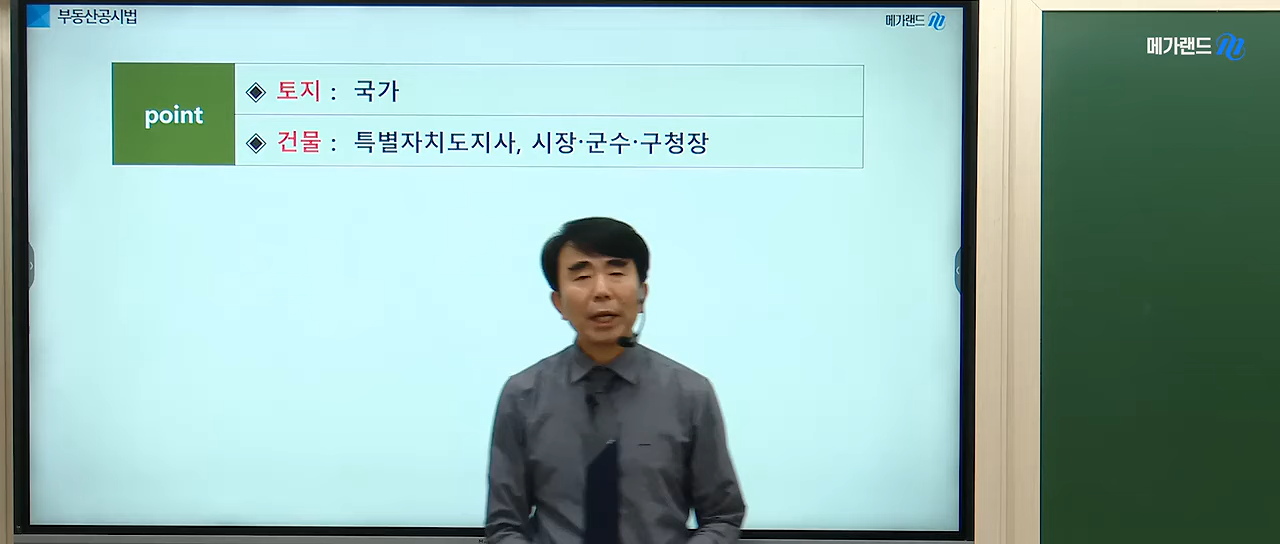 부동산공시법
메가랜드
메가랜드
point
◈ 토지 : 국가
◈ 건물 : 특별자치도지사, 시장·군수·구청장